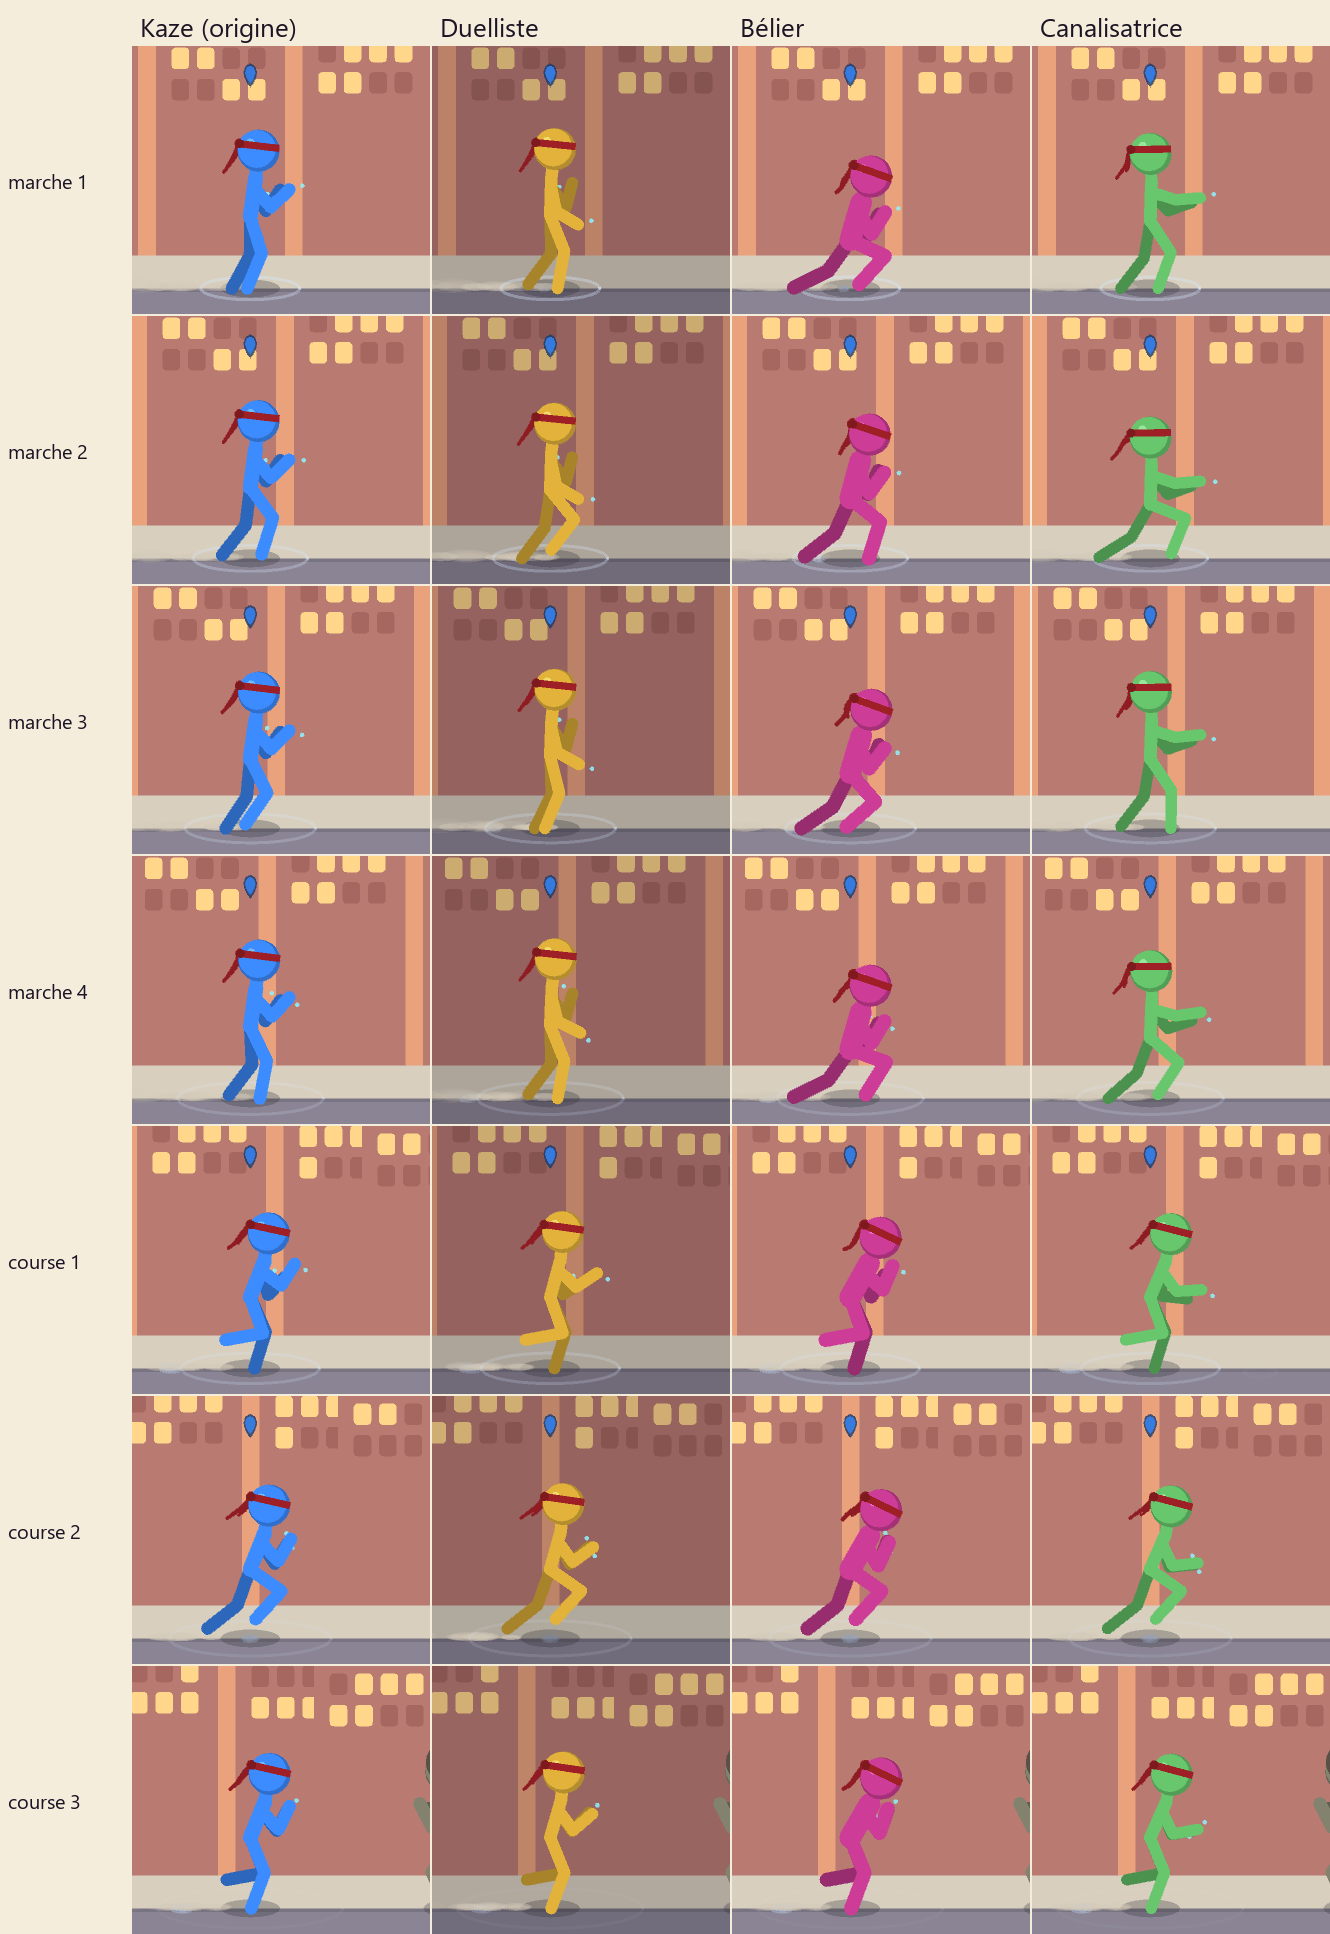 Kaze (origine) Duelliste Bélier Canalisatrice
marche 1
marche 2
marche 3
marche 4
course 1
course 2
course 3